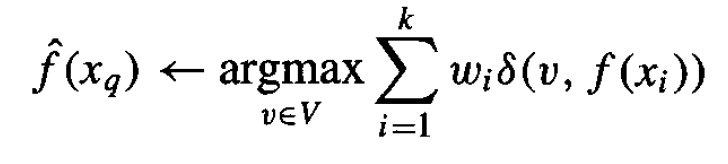 f̂(x_q) ← argmax_{v∈V} ∑_{i=1}^{k} w_i δ(v, f(x_i))